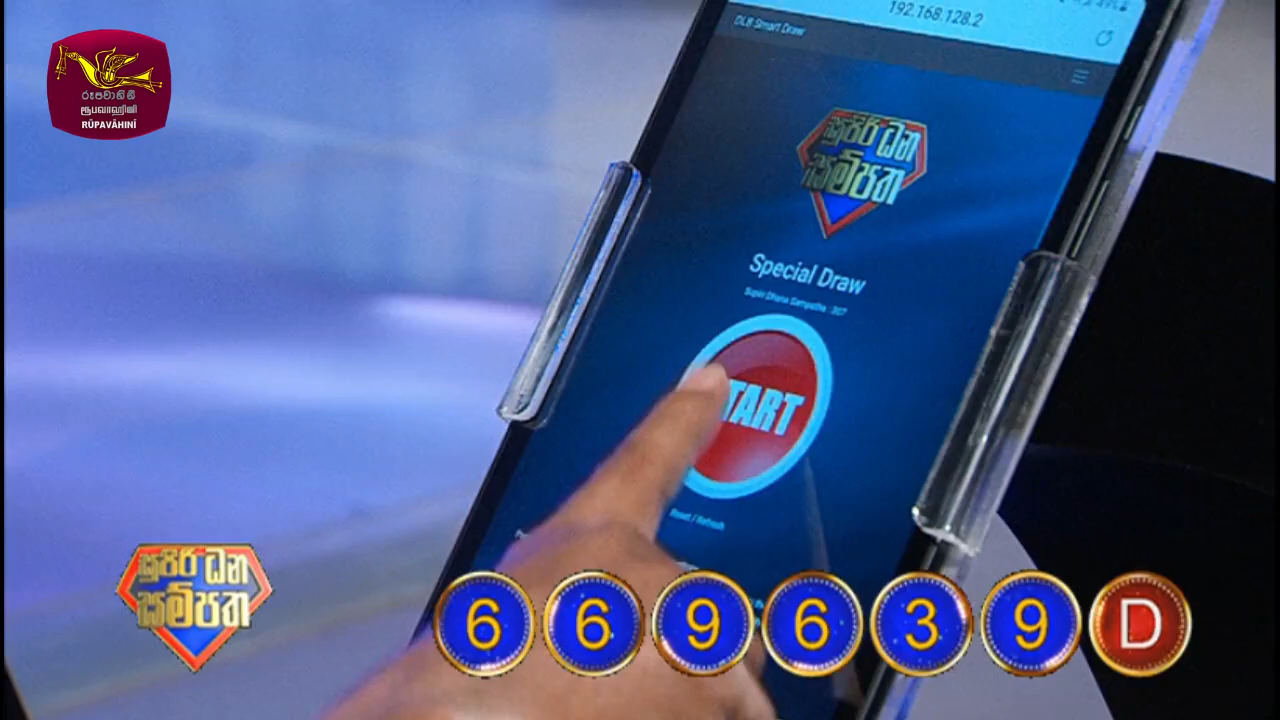 රූපවාහිනී
ரூபவாஹினி
RŪPAVĀHINĪ
192.168.128.2
DLB Smart Draw
සුපිරි ධන
සම්පත
Special Draw
Supiri Dhana Sampatha : 307
START
Reset / Refresh
සුපිරි ධන
සම්පත
6 6 9 6 3 9 D